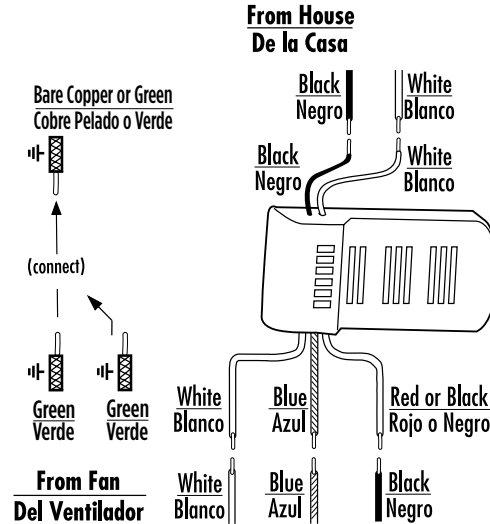 From House
De la Casa
Black
Negro
White
Blanco
Bare Copper or Green
Cobre Pelado o Verde
Black
Negro
White
Blanco
(connect)
Green
Verde
Green
Verde
White
Blanco
Blue
Azul
Red or Black
Rojo o Negro
From Fan
Del Ventilador
White
Blanco
Blue
Azul
Black
Negro